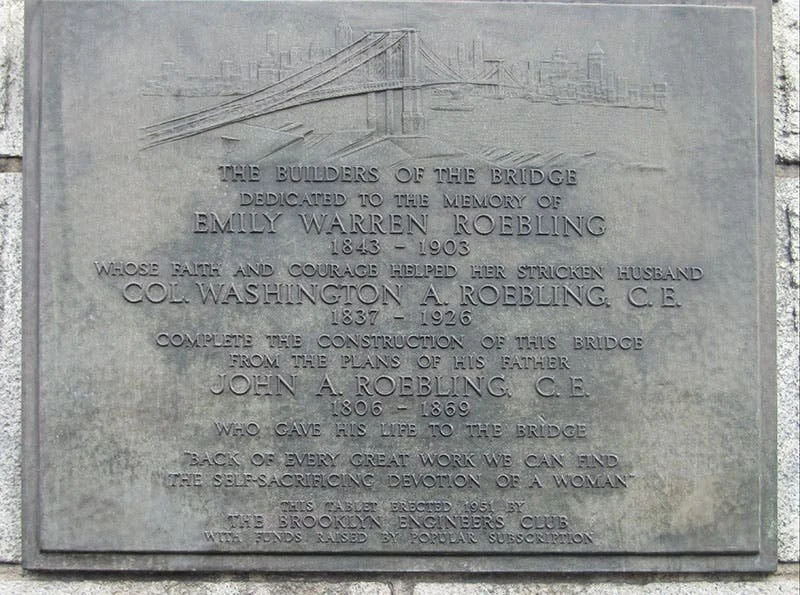 THE BUILDERS OF THE BRIDGE
DEDICATED TO THE MEMORY OF
EMILY WARREN ROEBLING
1843 – 1903
WHOSE FAITH AND COURAGE HELPED HER STRICKEN HUSBAND
COL. WASHINGTON A. ROEBLING, C. E.
1837 – 1926
COMPLETE THE CONSTRUCTION OF THIS BRIDGE
FROM THE PLANS OF HIS FATHER
JOHN A. ROEBLING, C. E.
1806 – 1869
WHO GAVE HIS LIFE TO THE BRIDGE
"BACK OF EVERY GREAT WORK WE CAN FIND
THE SELF-SACRIFICING DEVOTION OF A WOMAN"
THIS TABLET ERECTED 1951 BY
THE BROOKLYN ENGINEERS CLUB
WITH FUNDS RAISED BY POPULAR SUBSCRIPTION